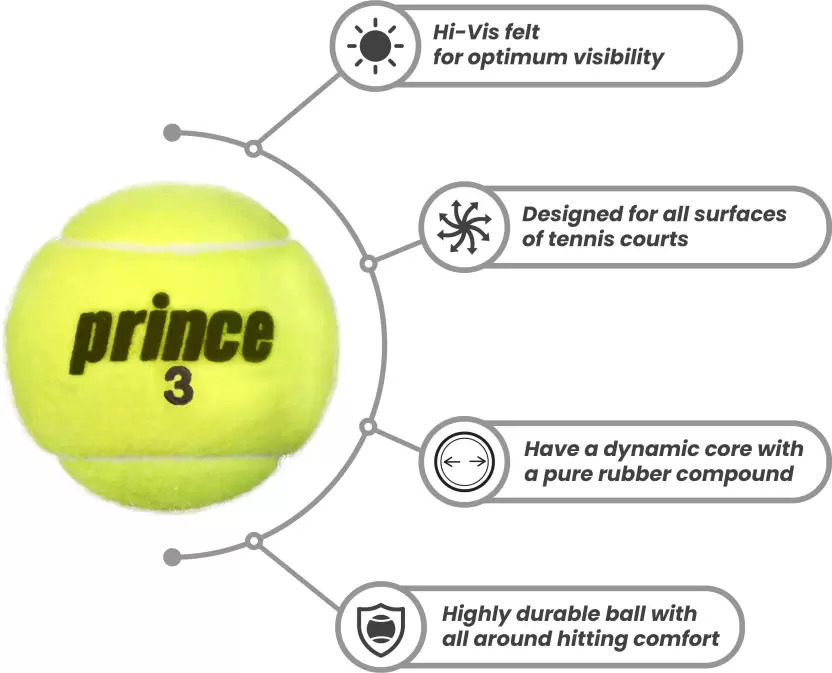 Hi-Vis felt
for optimum visibility
Designed for all surfaces
of tennis courts
prince
3
Have a dynamic core with
a pure rubber compound
Highly durable ball with
all around hitting comfort